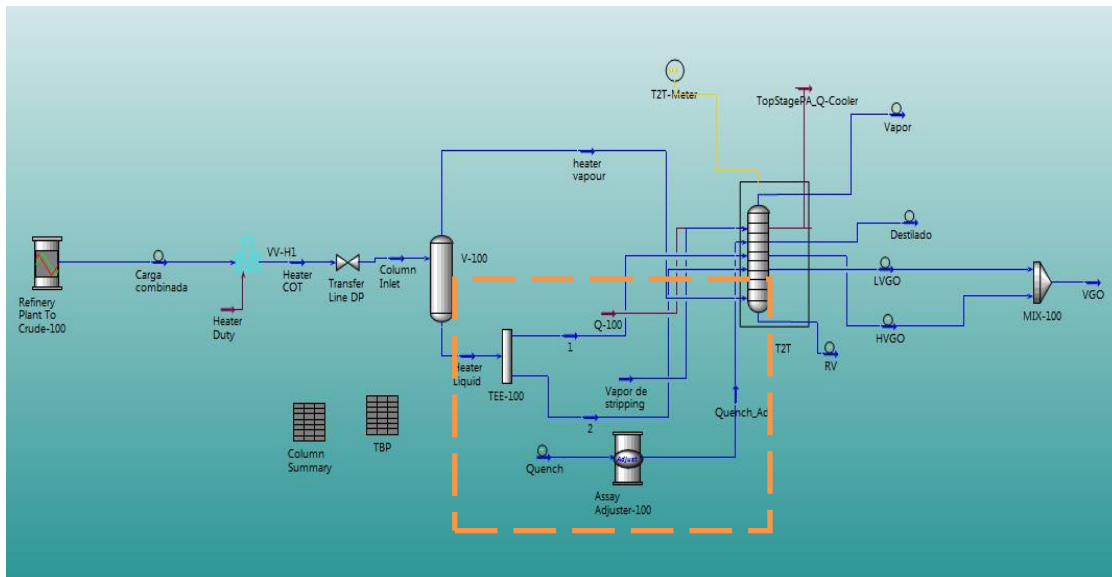 T2T-Meter
TopStagePA_Q-Cooler
Vapor
heater
vapour
Destilado
VV-H1
V-100
Carga
combinada
Heater
COT
Transfer
Line DP
Column
Inlet
LVGO
VGO
MIX-100
Refinery
Plant To
Crude-100
Heater
Duty
Q-100
HVGO
1
T2T
RV
Heater
Liquid
TEE-100
Vapor de
stripping
Quench_Ad
2
Column
Summary
TBP
Quench
Adjust
Assay
Adjuster-100